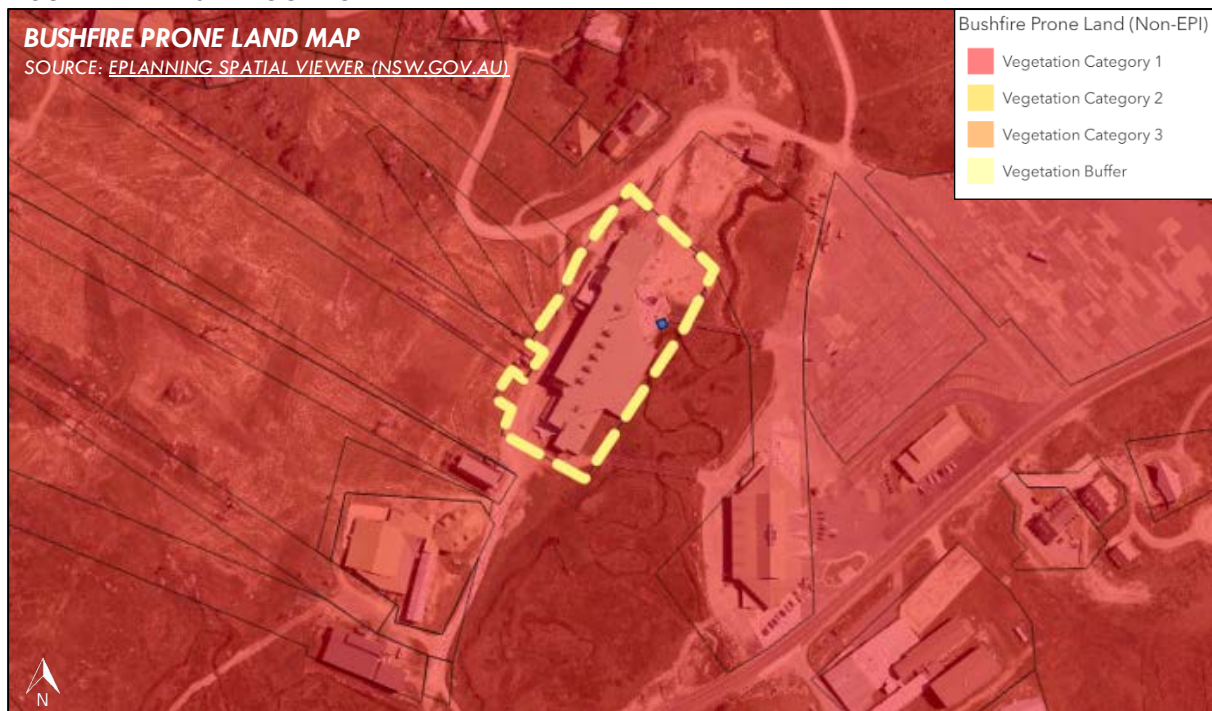 BUSHFIRE PRONE LAND MAP
SOURCE: EPLANNING SPATIAL VIEWER (NSW.GOV.AU)
Bushfire Prone Land (Non-EPI)
Vegetation Category 1
Vegetation Category 2
Vegetation Category 3
Vegetation Buffer
N